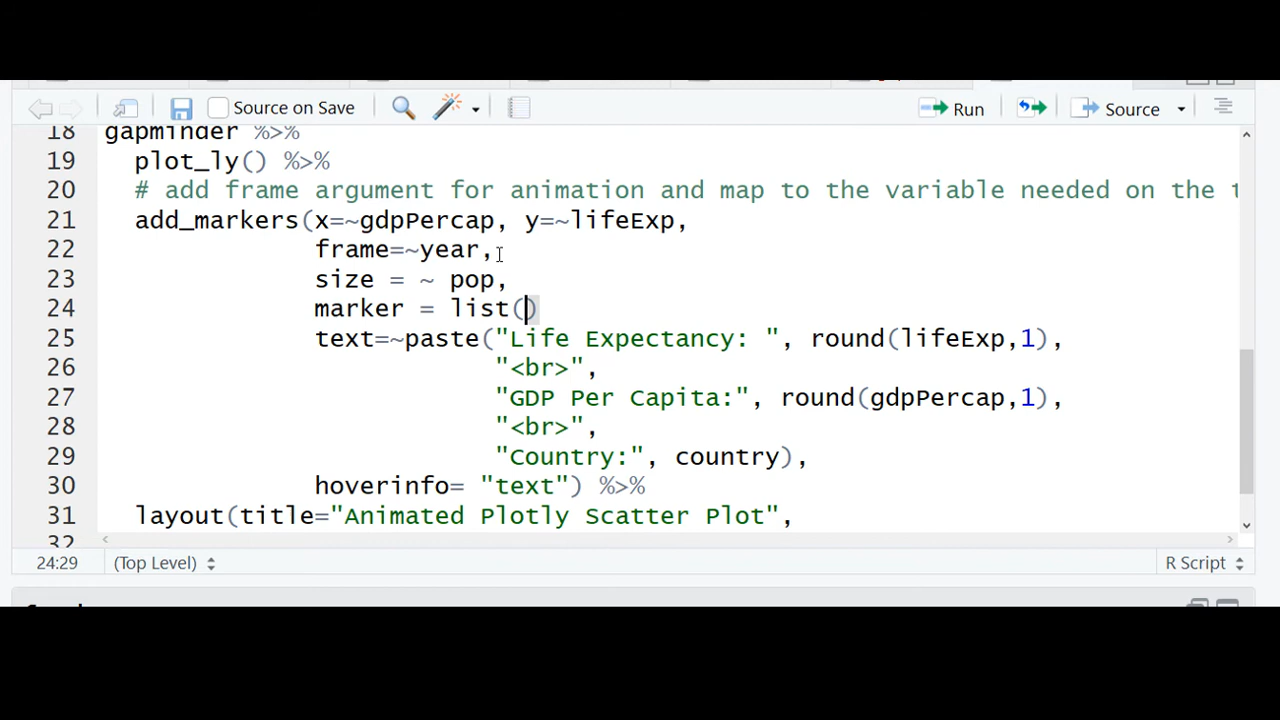 Source on Save Run Source
18 gapminder %>%
19 plot_ly() %>%
20 # add frame argument for animation and map to the variable needed on the t
21 add_markers(x=~gdpPercap, y=~lifeExp,
22 frame=~year,
23 size = ~ pop,
24 marker = list()
25 text=~paste("Life Expectancy: ", round(lifeExp,1),
26 "<br>",
27 "GDP Per Capita:", round(gdpPercap,1),
28 "<br>",
29 "Country:", country),
30 hoverinfo= "text") %>%
31 layout(title="Animated Plotly Scatter Plot",
32
24:29 (Top Level) R Script